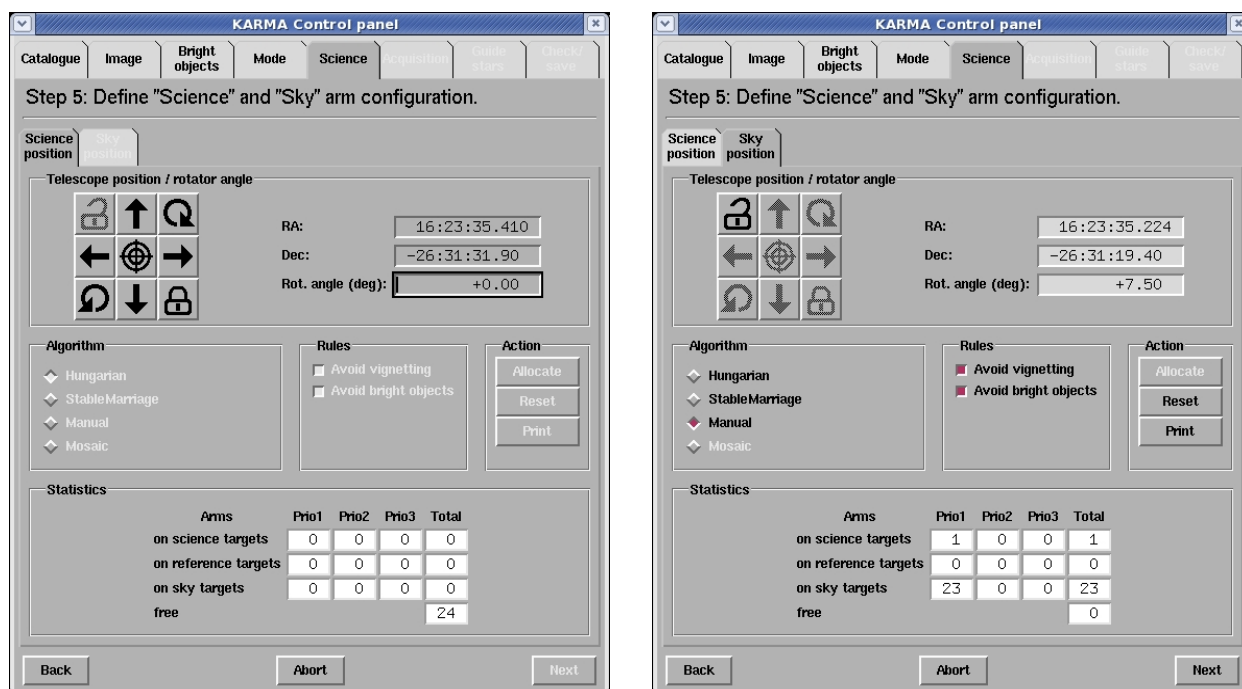 KARMA Control panel
Catalogue Image Bright objects Mode Science Acquisition Guide stars Check/ save
Step 5: Define "Science" and "Sky" arm configuration.
Science position Sky position
Telescope position / rotator angle
RA: 16:23:35.410
Dec: -26:31:31.90
Rot. angle (deg): +0.00
Algorithm Rules Action
Hungarian Avoid vignetting Allocate
StableMarriage Avoid bright objects Reset
Manual Print
Mosaic
Statistics
Arms Prio1 Prio2 Prio3 Total
on science targets 0 0 0 0
on reference targets 0 0 0 0
on sky targets 0 0 0 0
free 24
Back Abort Next
KARMA Control panel
Catalogue Image Bright objects Mode Science Acquisition Guide stars Check/ save
Step 5: Define "Science" and "Sky" arm configuration.
Science position Sky position
Telescope position / rotator angle
RA: 16:23:35.224
Dec: -26:31:19.40
Rot. angle (deg): +7.50
Algorithm Rules Action
Hungarian Avoid vignetting Allocate
StableMarriage Avoid bright objects Reset
Manual Print
Mosaic
Statistics
Arms Prio1 Prio2 Prio3 Total
on science targets 1 0 0 1
on reference targets 0 0 0 0
on sky targets 23 0 0 23
free 0
Back Abort Next